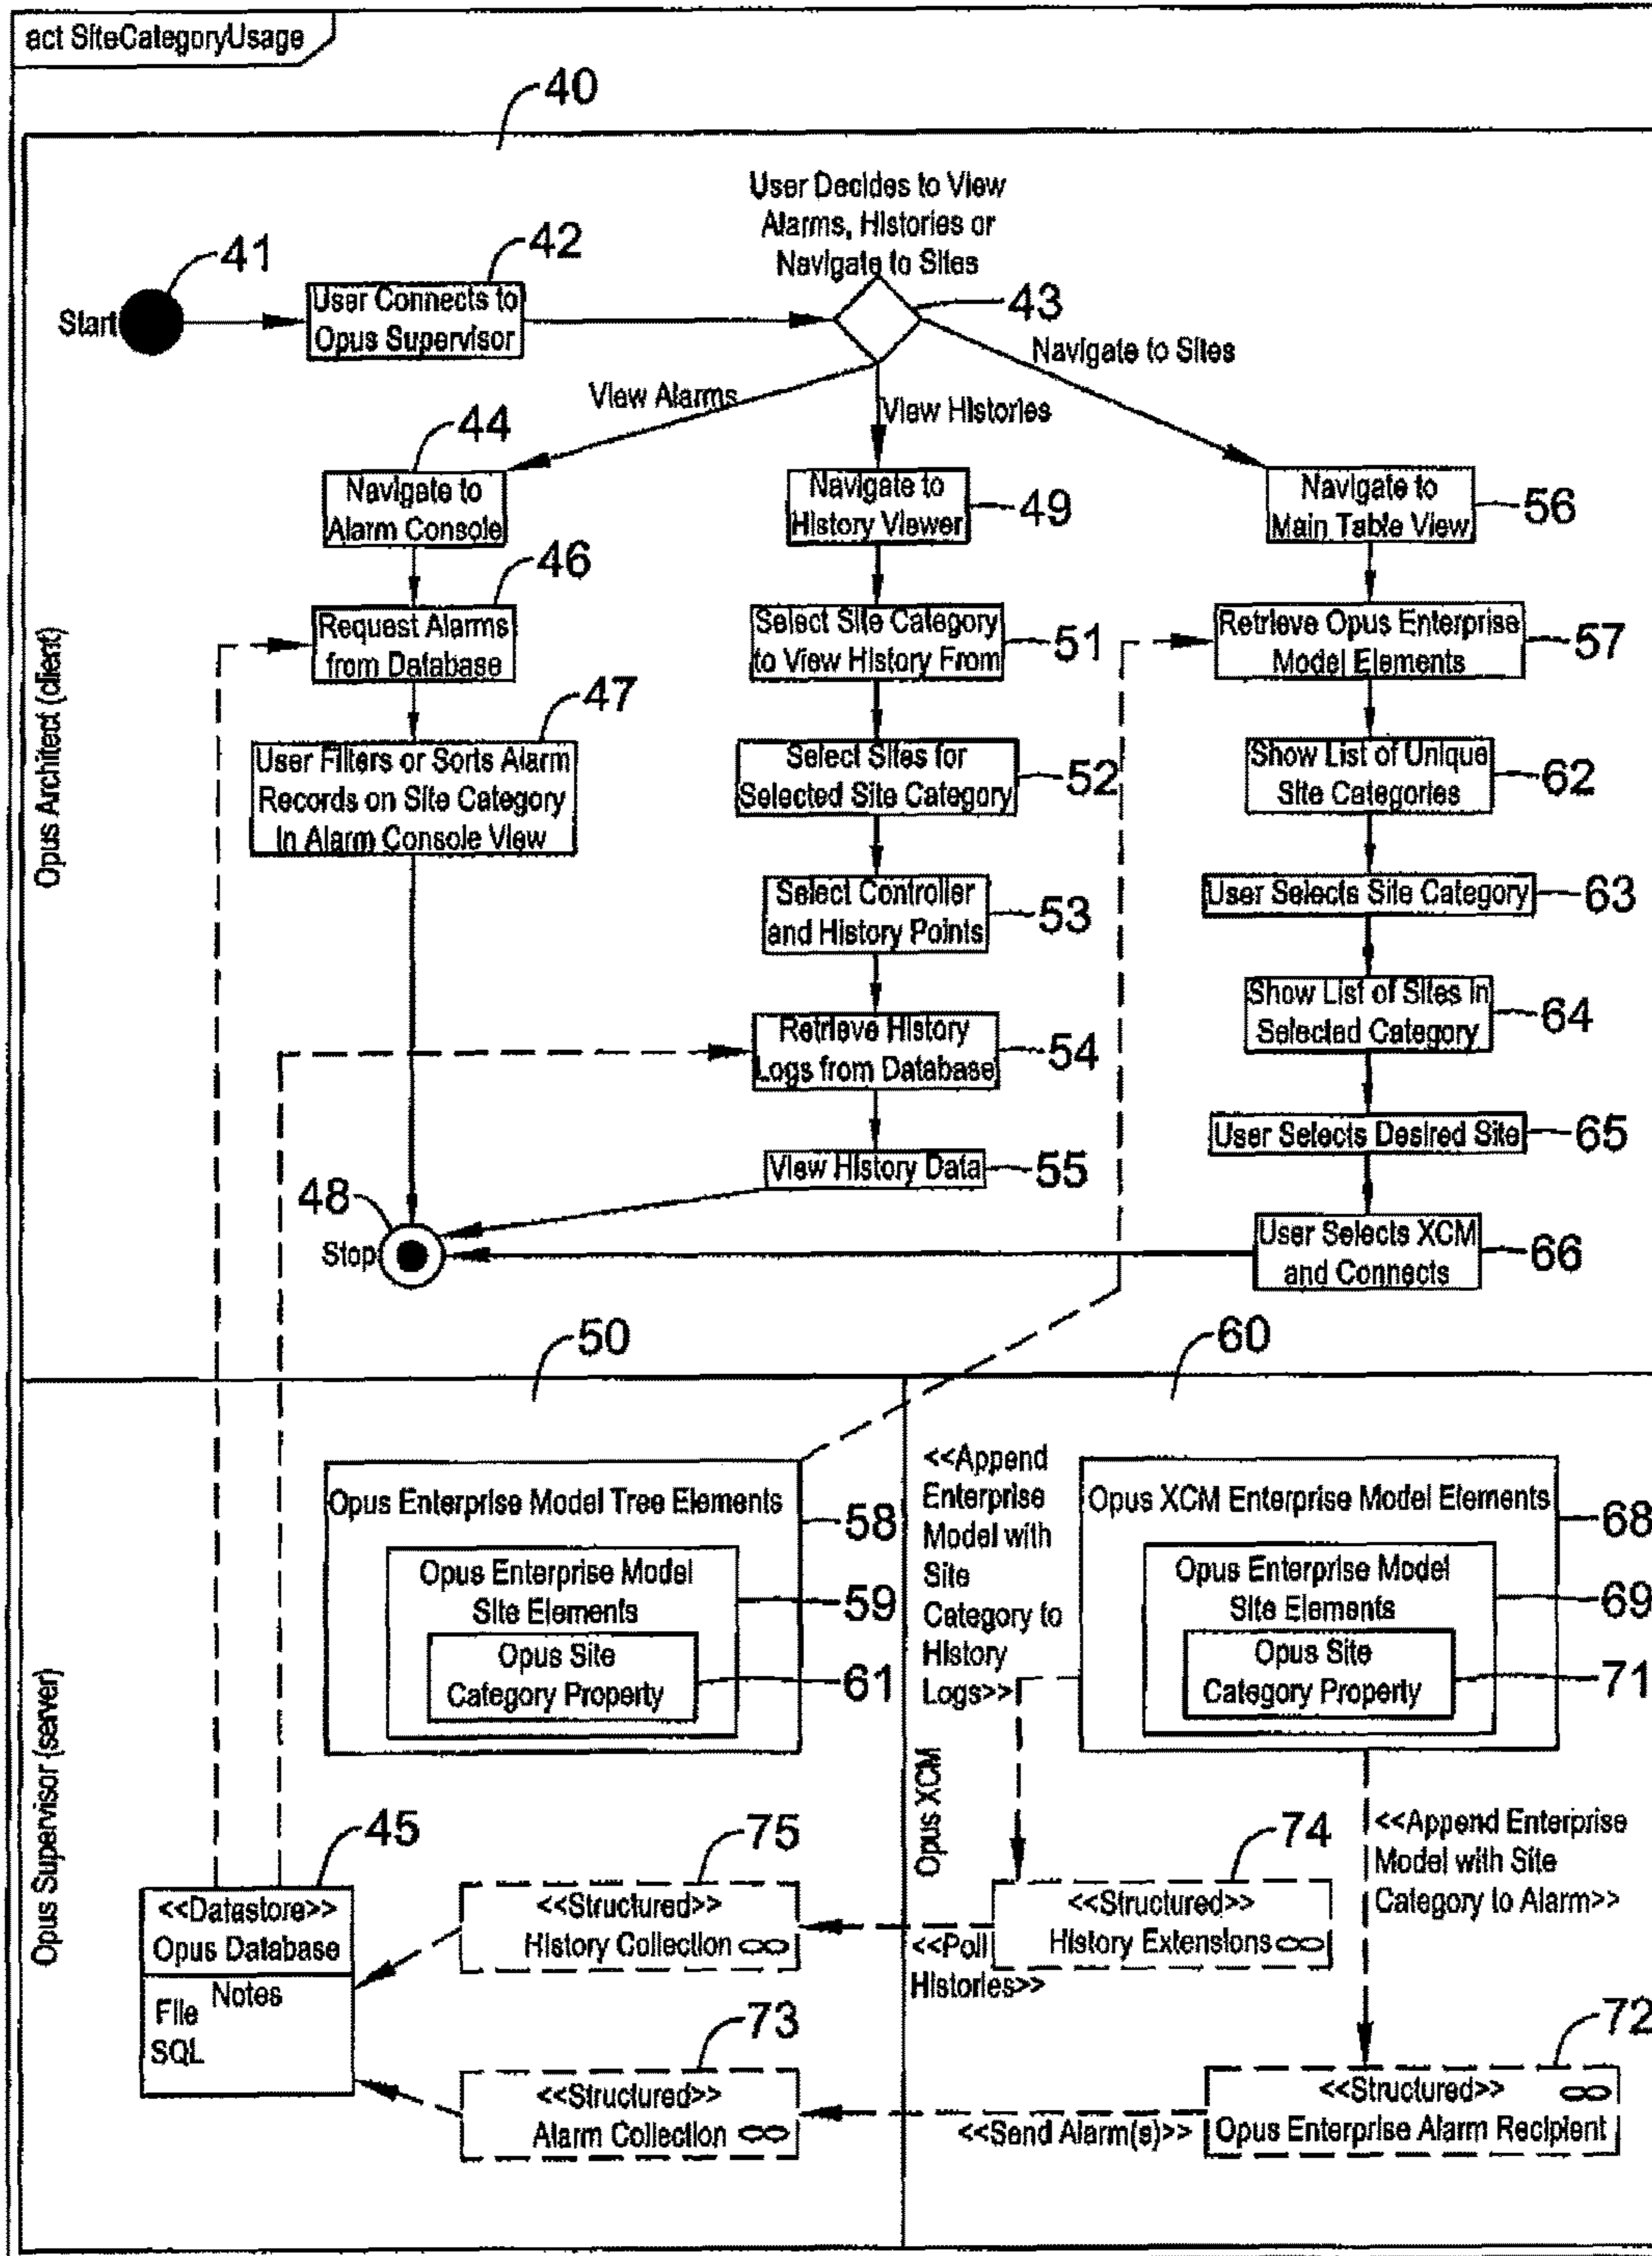 act SiteCategoryUsage
40
User Decides to View
Alarms, Histories or
Navigate to Sites
41
42
43
Start
User Connects to
Opus Supervisor
Navigate to Sites
View Alarms
View Histories
44
Navigate to
Alarm Console
Navigate to
History Viewer
49
Navigate to
Main Table View
56
46
Request Alarms
from Database
Select Site Category
to View History From
51
Retrieve Opus Enterprise
Model Elements
57
47
User Filters or Sorts Alarm
Records on Site Category
In Alarm Console View
Select Sites for
Selected Site Category
52
Show List of Unique
Site Categories
62
Opus Architect (client)
Select Controller
and History Points
53
User Selects Site Category
63
Show List of Sites in
Selected Category
64
Retrieve History
Logs from Database
54
User Selects Desired Site
65
View History Data
55
48
Stop
User Selects XCM
and Connects
66
50
60
Opus Enterprise Model Tree Elements
58
Opus Enterprise Model
Site Elements
59
Opus Site
Category Property
61
<<Append
Enterprise
Model with
Site
Category to
History
Logs>>
Opus XCM Enterprise Model Elements
68
Opus Enterprise Model
Site Elements
69
Opus Site
Category Property
71
Opus Supervisor (server)
Opus XCM
45
<<Datastore>>
Opus Database
Notes
File
SQL
75
<<Structured>>
History Collection
<<Poll
Histories>>
74
<<Structured>>
History Extensions
<<Append Enterprise
Model with Site
Category to Alarm>>
73
<<Structured>>
Alarm Collection
<<Send Alarm(s)>>
72
<<Structured>>
Opus Enterprise Alarm Recipient